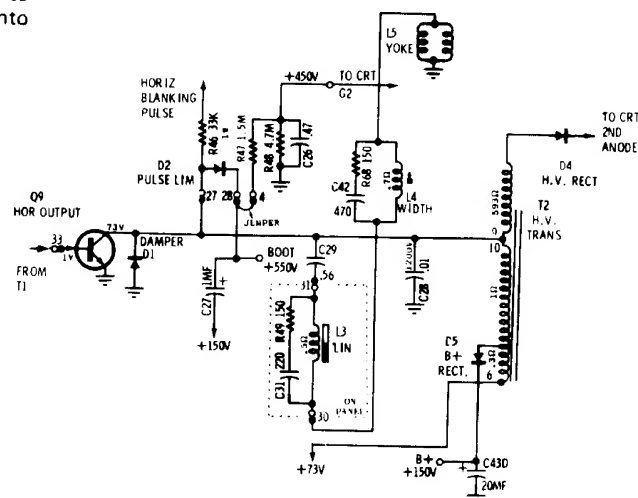 nto
L5
YOKE
HORIZ
BLANKING
PULSE
+450V
TO CRT
G2
TO CRT
2ND
ANODE
R46 33K
1W
R47 1.5M
R48 4.7M
C26 .47
R68 150
C42
470
.7Ω
L4
WIDTH
D4
H.V. RECT
D2
PULSE LIM
27
28
4
JUMPER
593Ω
T2
H.V.
TRANS
Q9
HOR OUTPUT
73V
33
1V
FROM
T1
DAMPER
D1
9
10
BOOT
+550V
C29
.56
1200V
.01
C28
1Ω
C27 .1MF
+150V
31
R49 150
C31 220
.5Ω
L3
LIN
ON
PANEL
30
D5
B+
RECT.
.3Ω
6
+73V
B+
+150V
C43D
20MF